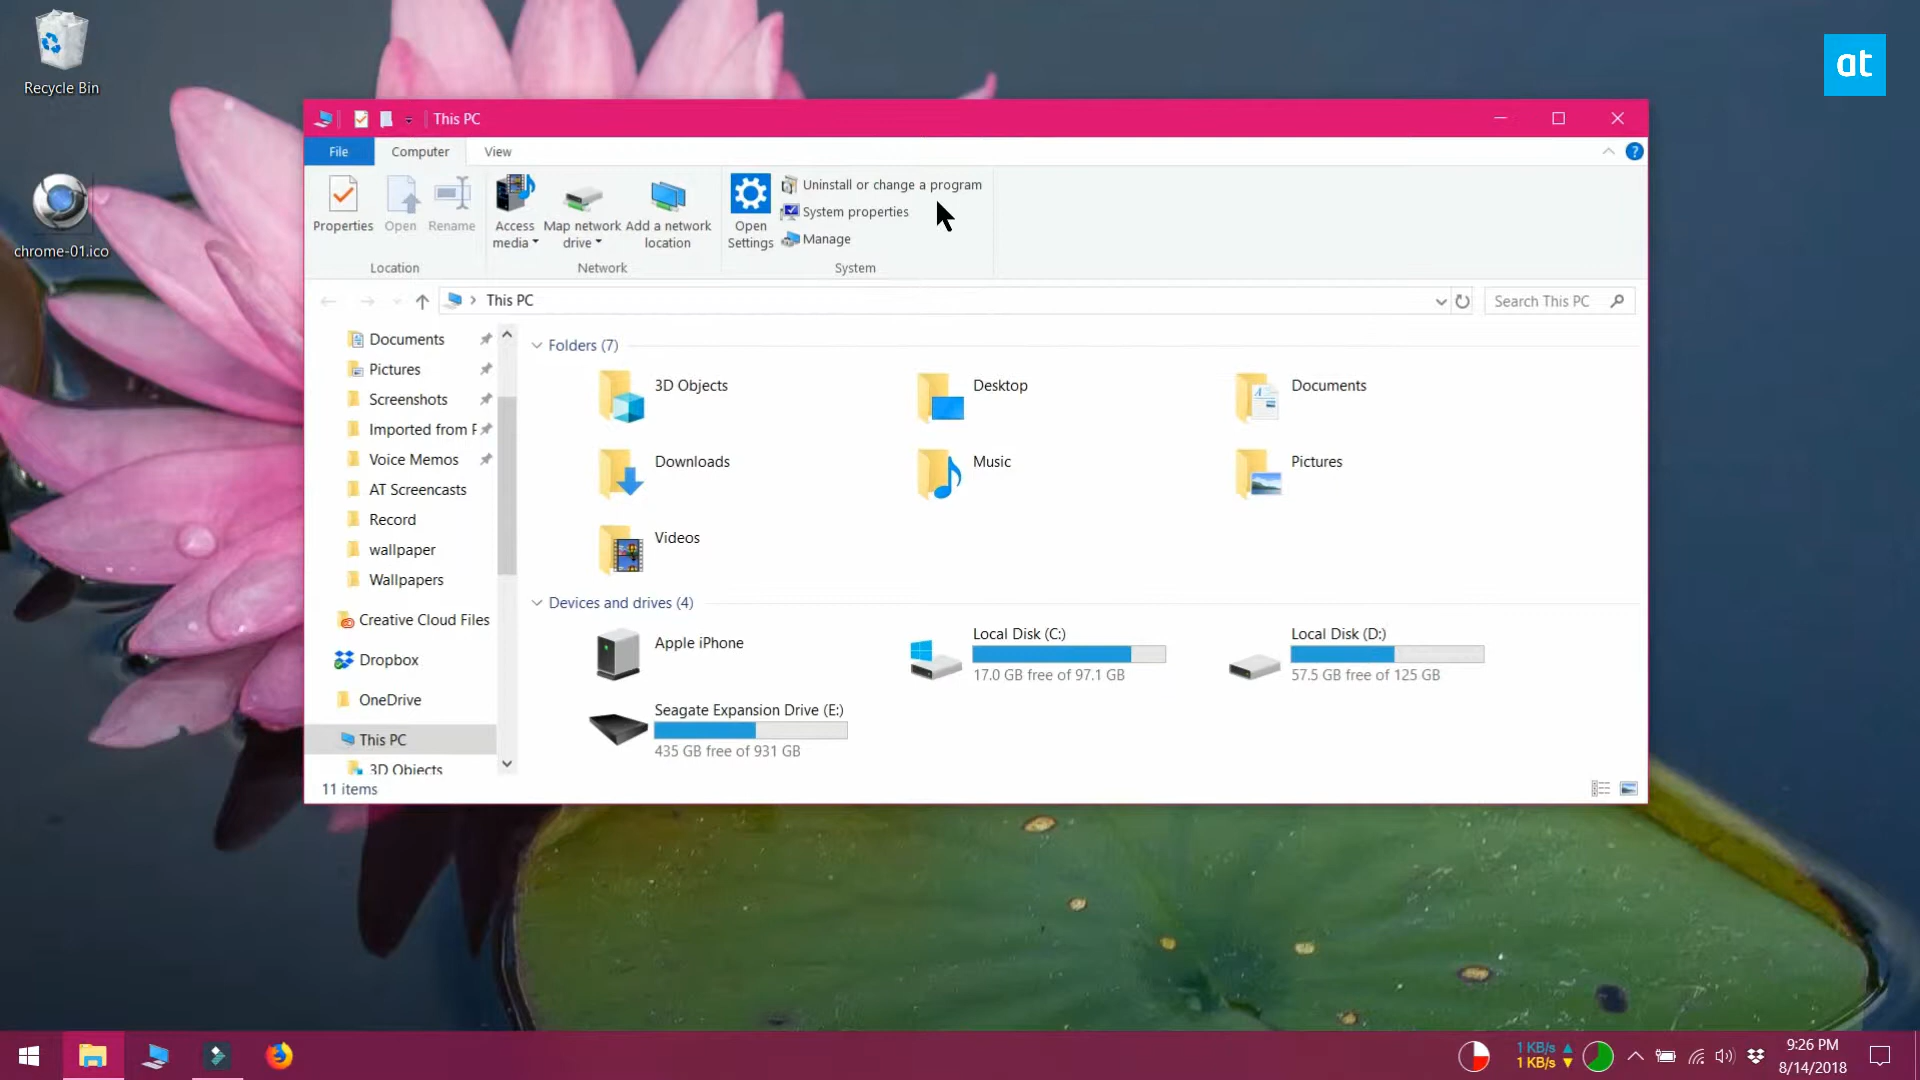 Recycle Bin
at
chrome-01.ico
This PC
File
Computer
View
?
Properties
Open
Rename
Access media
Map network drive
Add a network location
Open Settings
Uninstall or change a program
System properties
Manage
Location
Network
System
This PC
Search This PC
Documents
Pictures
Screenshots
Imported from F
Voice Memos
AT Screencasts
Record
wallpaper
Wallpapers
Creative Cloud Files
Dropbox
OneDrive
This PC
3D Objects
Folders (7)
3D Objects
Desktop
Documents
Downloads
Music
Pictures
Videos
Devices and drives (4)
Apple iPhone
Local Disk (C:)
17.0 GB free of 97.1 GB
Local Disk (D:)
57.5 GB free of 125 GB
Seagate Expansion Drive (E:)
435 GB free of 931 GB
11 items
1 KB/s
1 KB/s
9:26 PM
8/14/2018